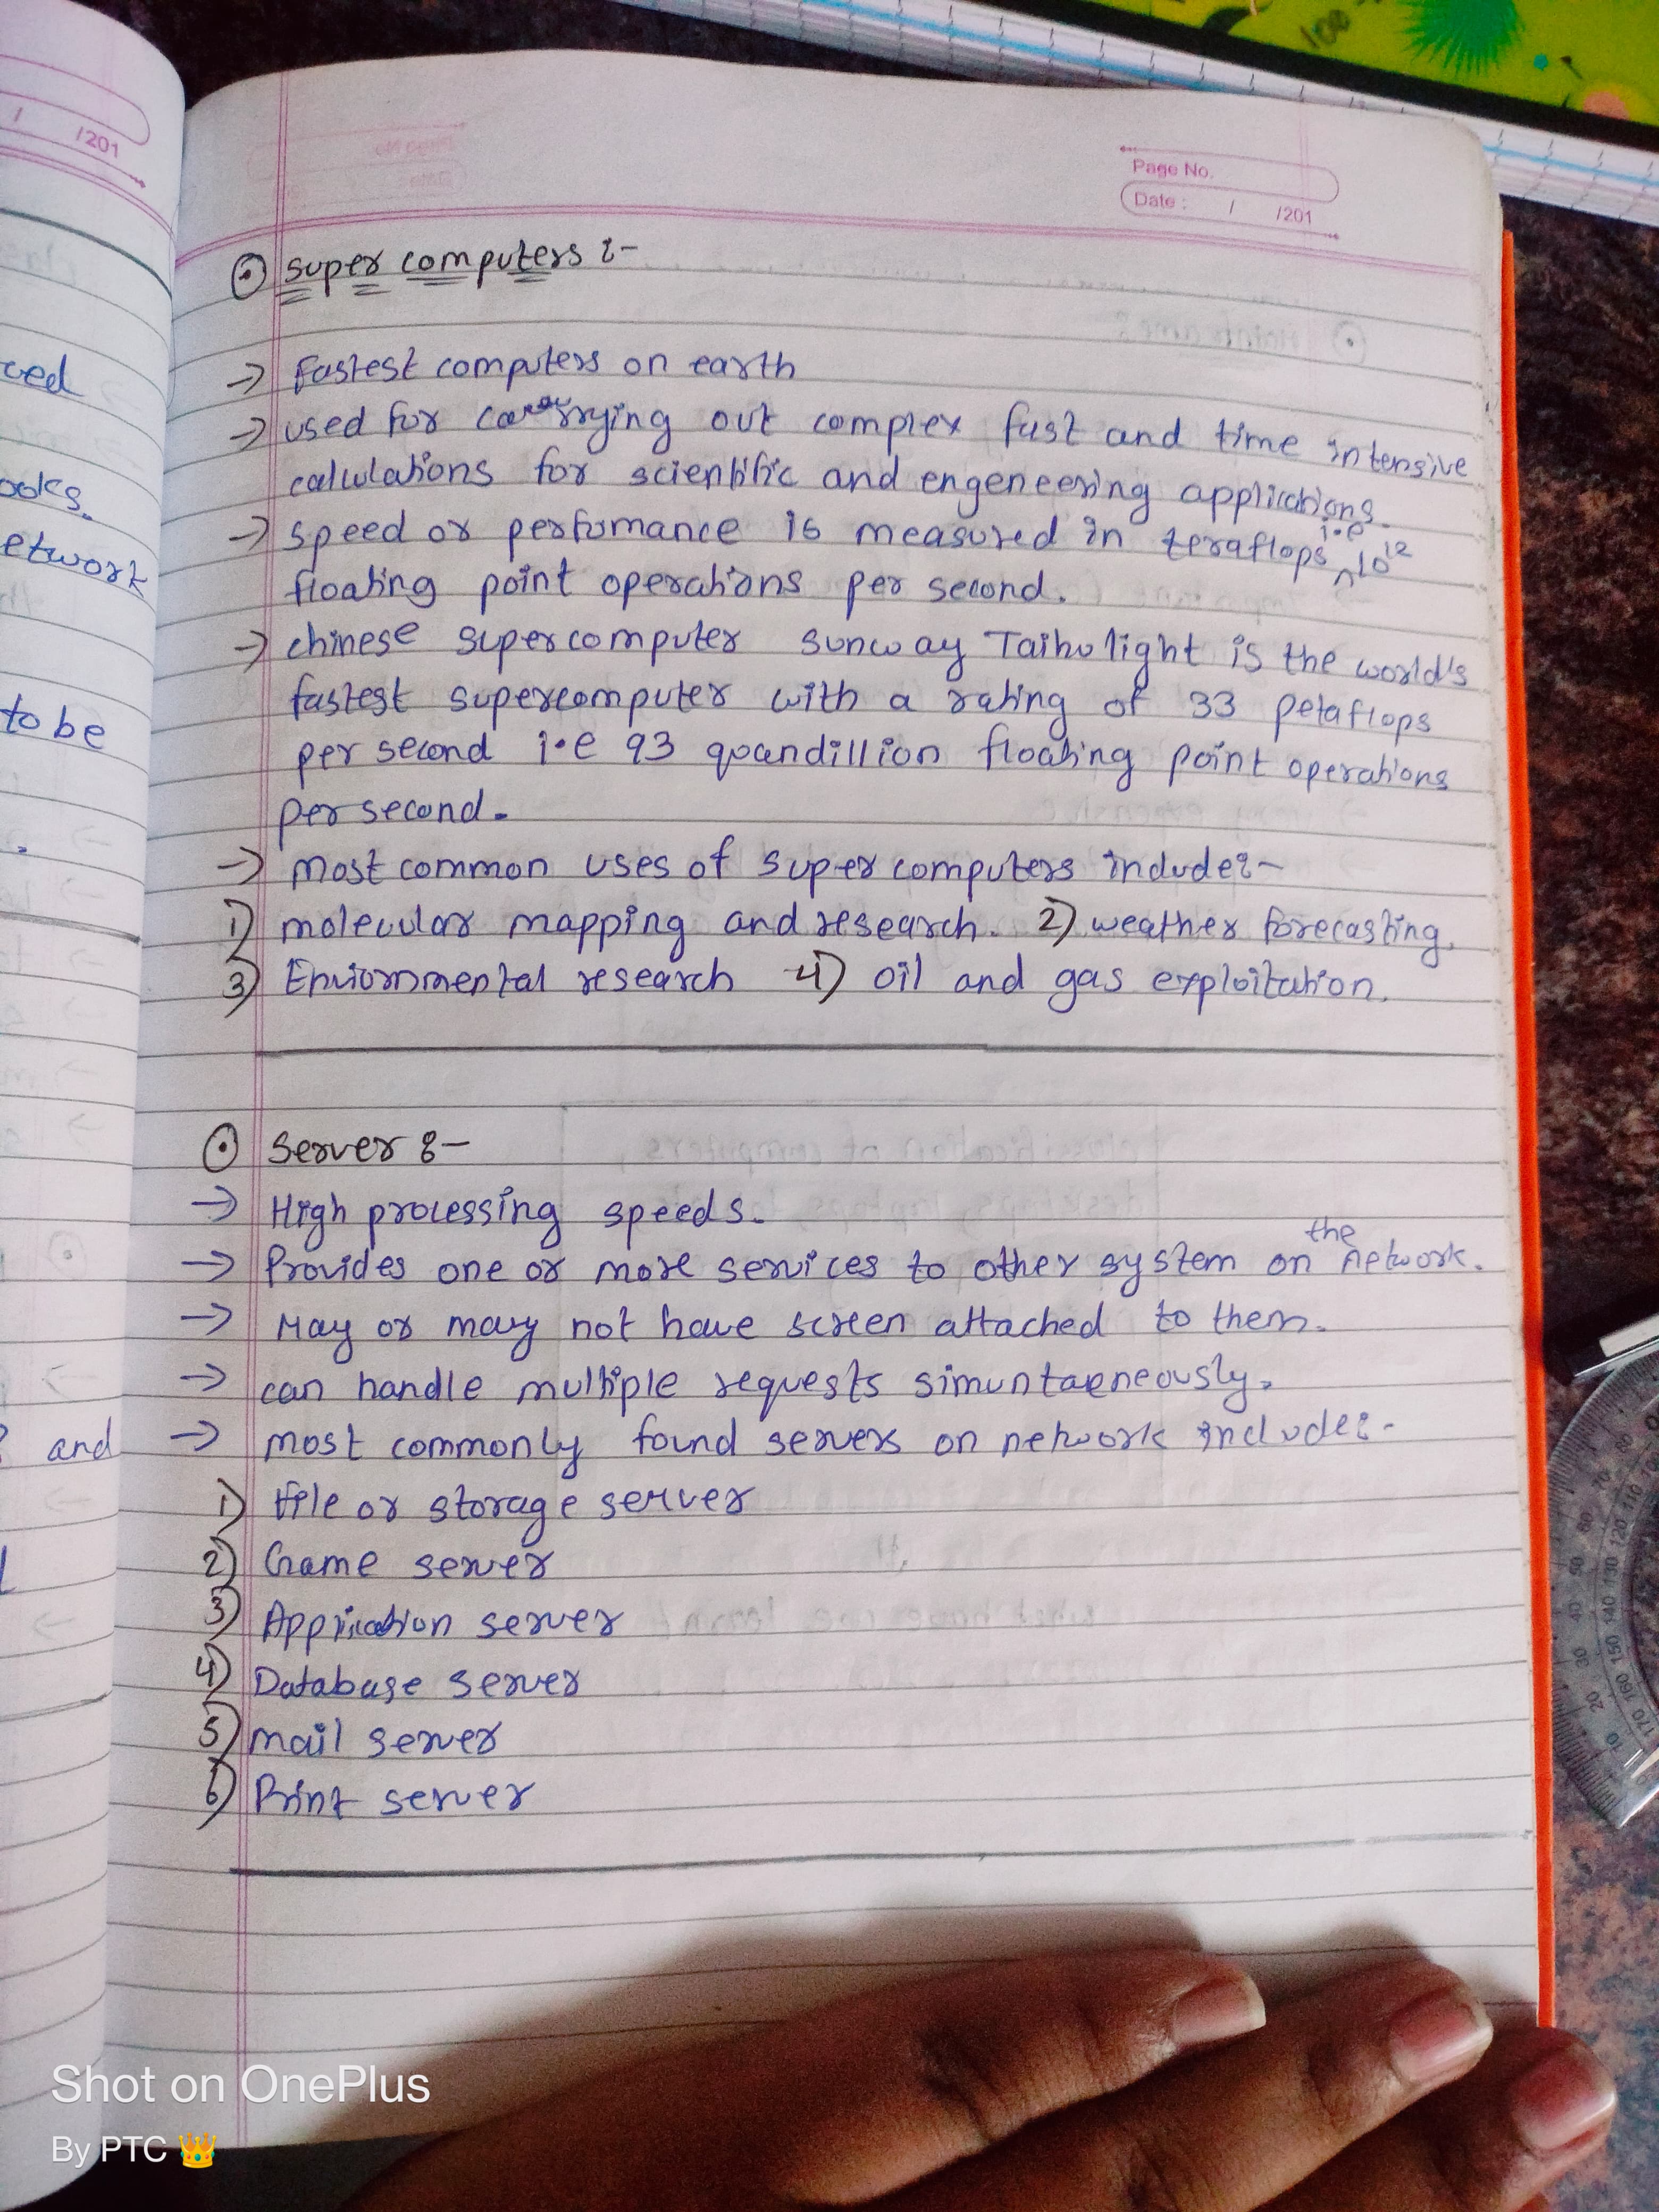 / /201
Page No.
Date : / /201
super computers :-
→ Fastest computers on earth
→ used for carrying out complex fast and time intensive
calculations for scientific and engeneering applications.
→ speed or perfomance is measured in teraflops i.e 10¹²
floating point operations per second.
→ chinese supercomputer sunway Taihulight is the world's
fastest supercomputer with a rating of 33 petaflops
per second i.e 93 quandillion floating point operations
per second.
→ most common uses of super computers include:-
1) molecular mapping and research. 2) weather forecasting.
3) Enviornmental research 4) oil and gas exploitation.
Server :-
→ High processing speeds.
→ Provides one or more services to other system on the network.
→ May or may not have screen attached to them.
→ can handle multiple requests simuntaeneously.
→ most commonly found servers on network include:-
1) File or storage server
2) Game server
3) Application server
4) Database server
5) mail server
6) Print server
ooks.
etwork
to be
and
Shot on OnePlus
By PTC 👑